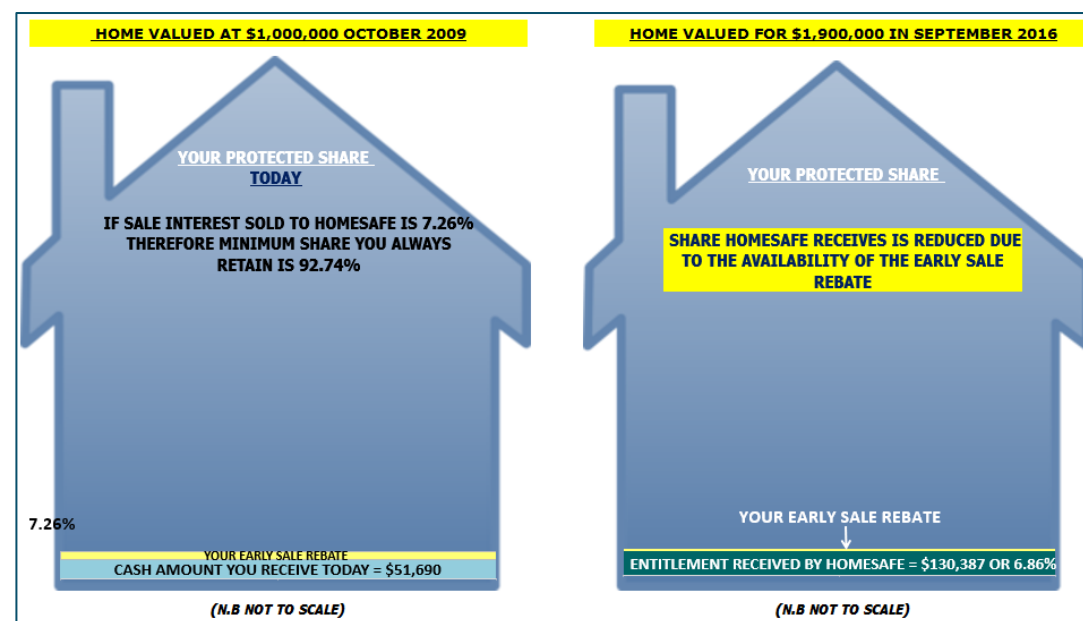 HOME VALUED AT $1,000,000 OCTOBER 2009
YOUR PROTECTED SHARE
TODAY
IF SALE INTEREST SOLD TO HOMESAFE IS 7.26%
THEREFORE MINIMUM SHARE YOU ALWAYS
RETAIN IS 92.74%
7.26%
YOUR EARLY SALE REBATE
CASH AMOUNT YOU RECEIVE TODAY = $51,690
(N.B NOT TO SCALE)
HOME VALUED FOR $1,900,000 IN SEPTEMBER 2016
YOUR PROTECTED SHARE
SHARE HOMESAFE RECEIVES IS REDUCED DUE
TO THE AVAILABILITY OF THE EARLY SALE
REBATE
YOUR EARLY SALE REBATE
ENTITLEMENT RECEIVED BY HOMESAFE = $130,387 OR 6.86%
(N.B NOT TO SCALE)